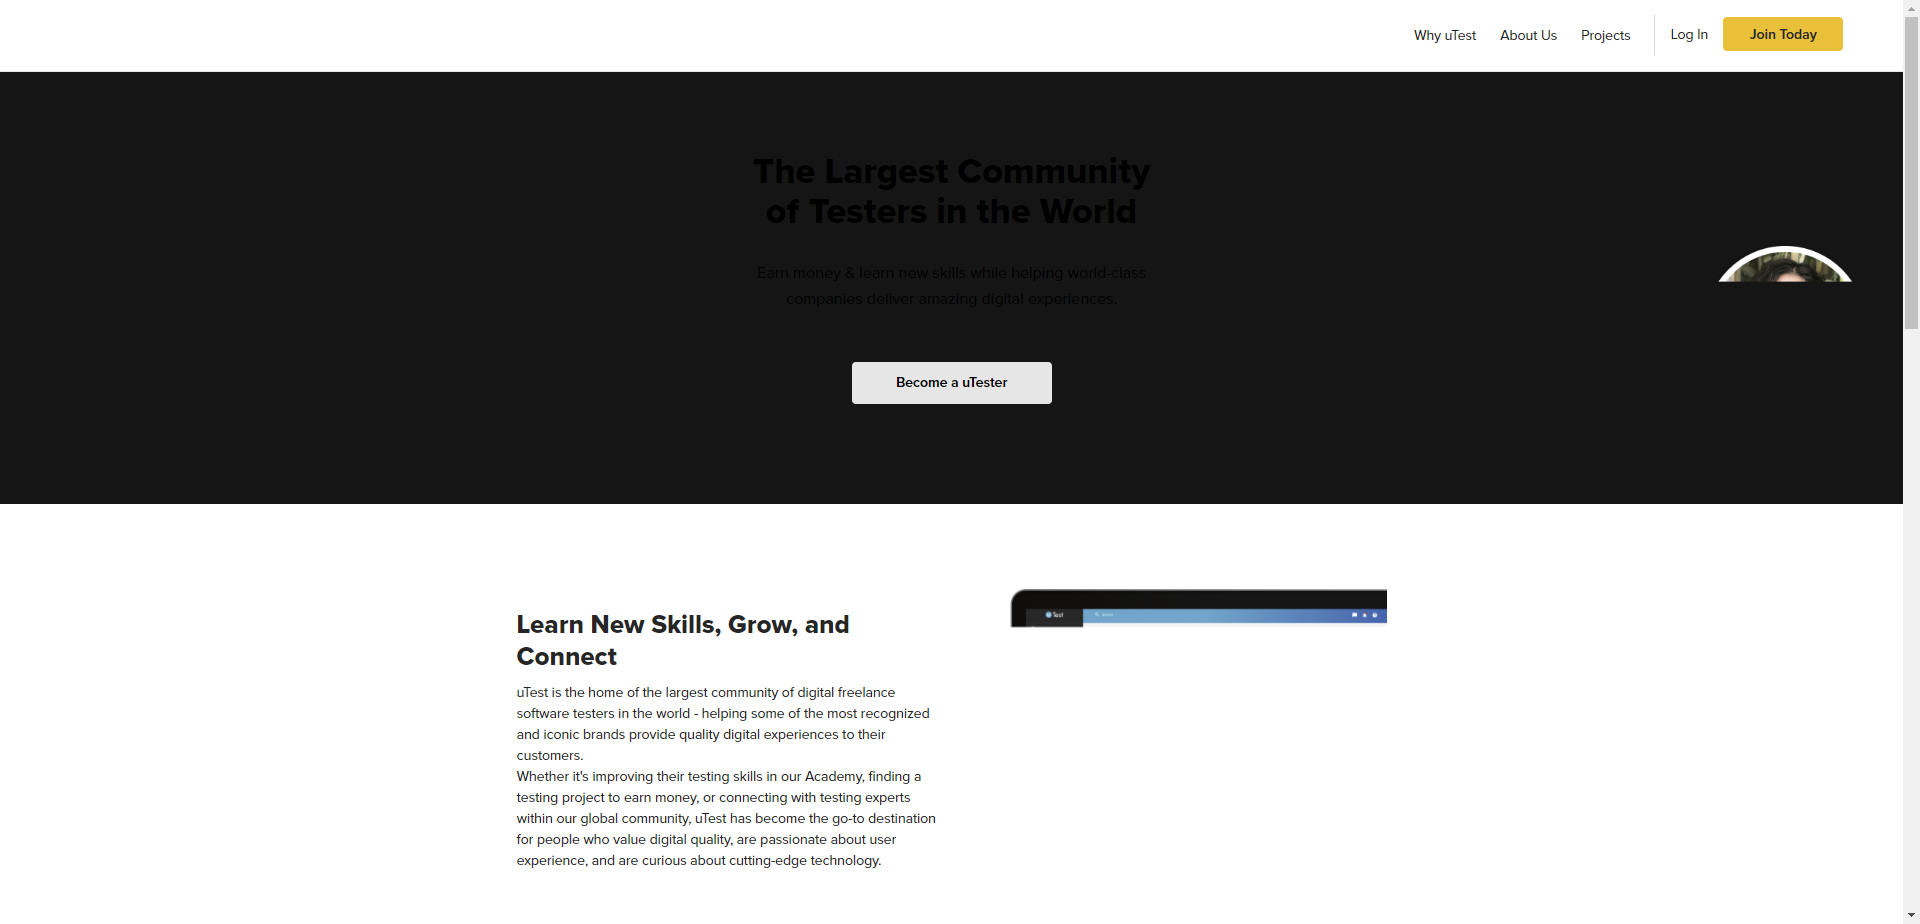 Why uTest About Us Projects Log In Join Today
The Largest Community
of Testers in the World
Earn money & learn new skills while helping world-class
companies deliver amazing digital experiences.
Become a uTester
Learn New Skills, Grow, and
Connect
uTest is the home of the largest community of digital freelance
software testers in the world - helping some of the most recognized
and iconic brands provide quality digital experiences to their
customers.
Whether it's improving their testing skills in our Academy, finding a
testing project to earn money, or connecting with testing experts
within our global community, uTest has become the go-to destination
for people who value digital quality, are passionate about user
experience, and are curious about cutting-edge technology.